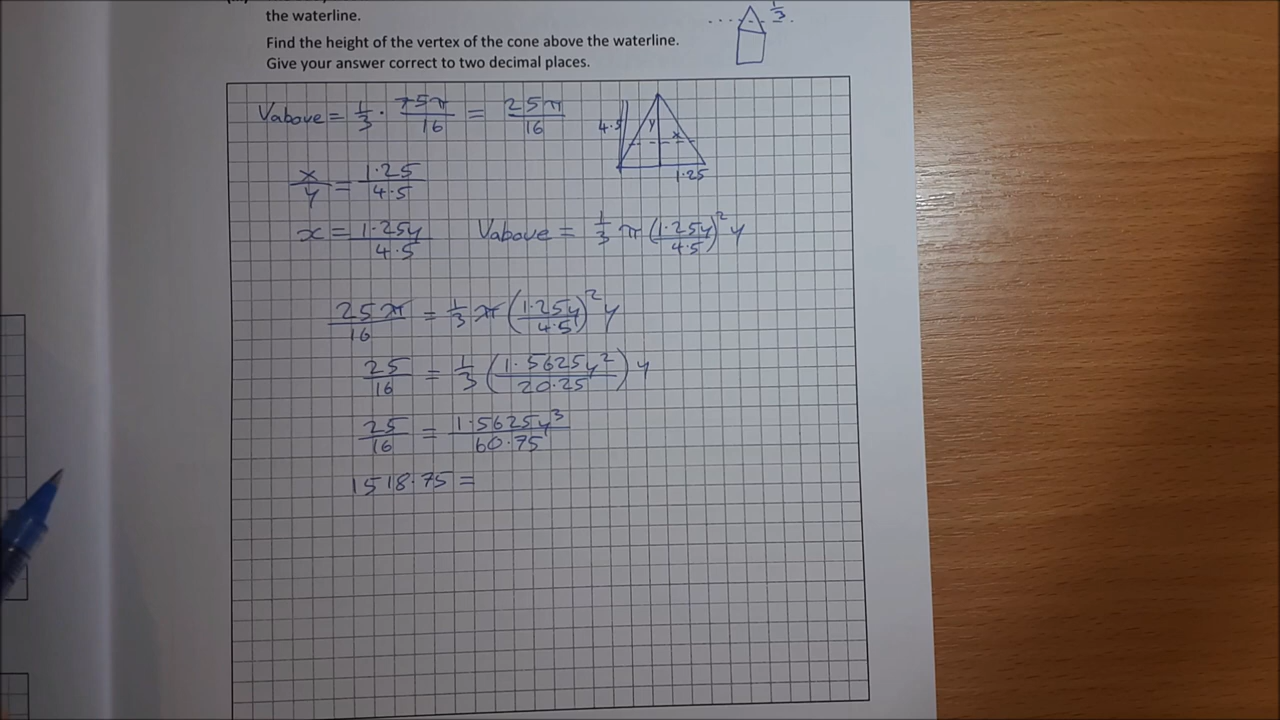 the waterline.
1/3
Find the height of the vertex of the cone above the waterline.
Give your answer correct to two decimal places.
Vabove = 1/3 · 75π/16 = 25π/16
4.5 y x 1.25
x/y = 1.25/4.5
x = 1.25y/4.5 Vabove = 1/3 π (1.25y/4.5)² y
25π/16 = 1/3 π (1.25y/4.5)² y
25/16 = 1/3 (1.5625y²/20.25) y
25/16 = 1.5625y³/60.75
1518.75 =